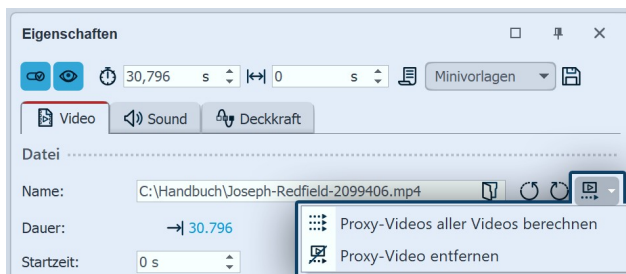 Eigenschaften
30,796 s 0 s Minivorlagen
Video Sound Deckkraft
Datei
Name: C:\Handbuch\Joseph-Redfield-2099406.mp4
Dauer: 30.796
Proxy-Videos aller Videos berechnen
Startzeit: 0 s
Proxy-Video entfernen